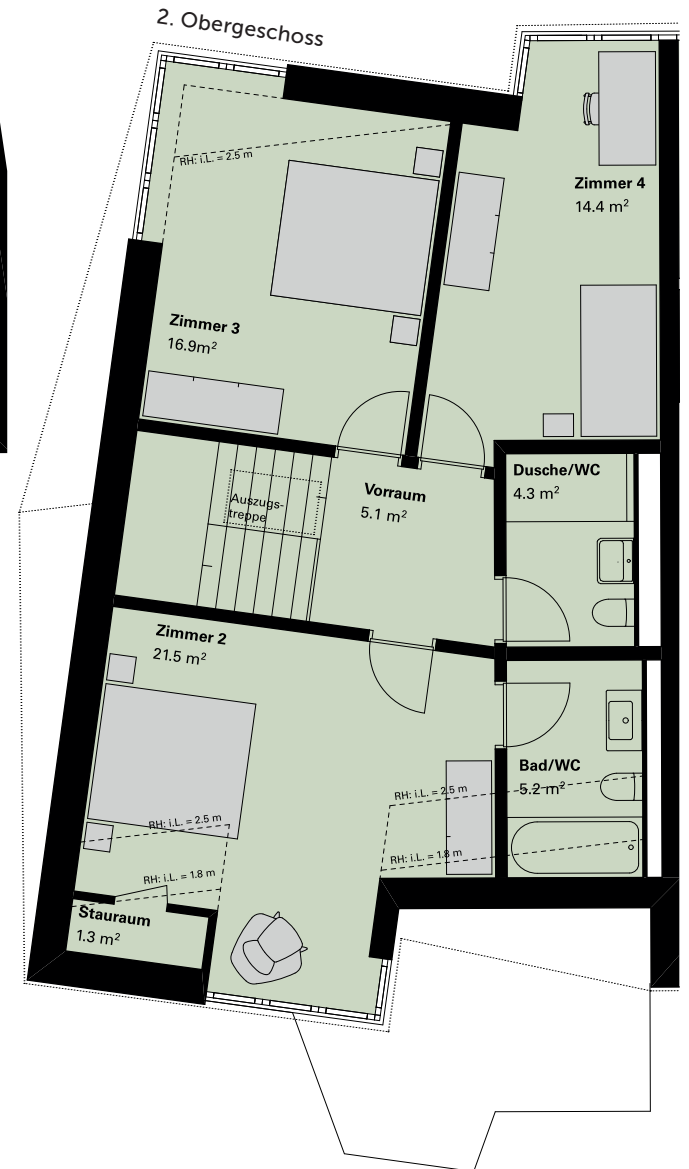 2. Obergeschoss
RH: i.L. = 2.5 m
Zimmer 4
14.4 m²
Zimmer 3
16.9m²
Dusche/WC
4.3 m²
Vorraum
5.1 m²
Auszugs-
treppe
Zimmer 2
21.5 m²
Bad/WC
5.2 m²
RH: i.L. = 2.5 m
RH: i.L. = 2.5 m
RH: i.L. = 1.8 m
RH: i.L. = 1.8 m
Stauraum
1.3 m²